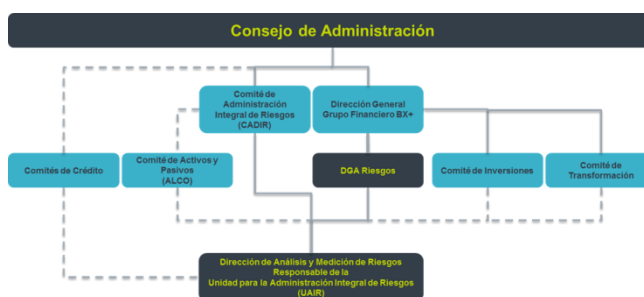 Consejo de Administración
Comité de
Administración
Integral de Riesgos
(CADIR)
Dirección General
Grupo Financiero BX+
Comités de Crédito
Comité de Activos y
Pasivos
(ALCO)
DGA Riesgos
Comité de Inversiones
Comité de
Transformación
Dirección de Análisis y Medición de Riesgos
Responsable de la
Unidad para la Administración Integral de Riesgos
(UAIR)